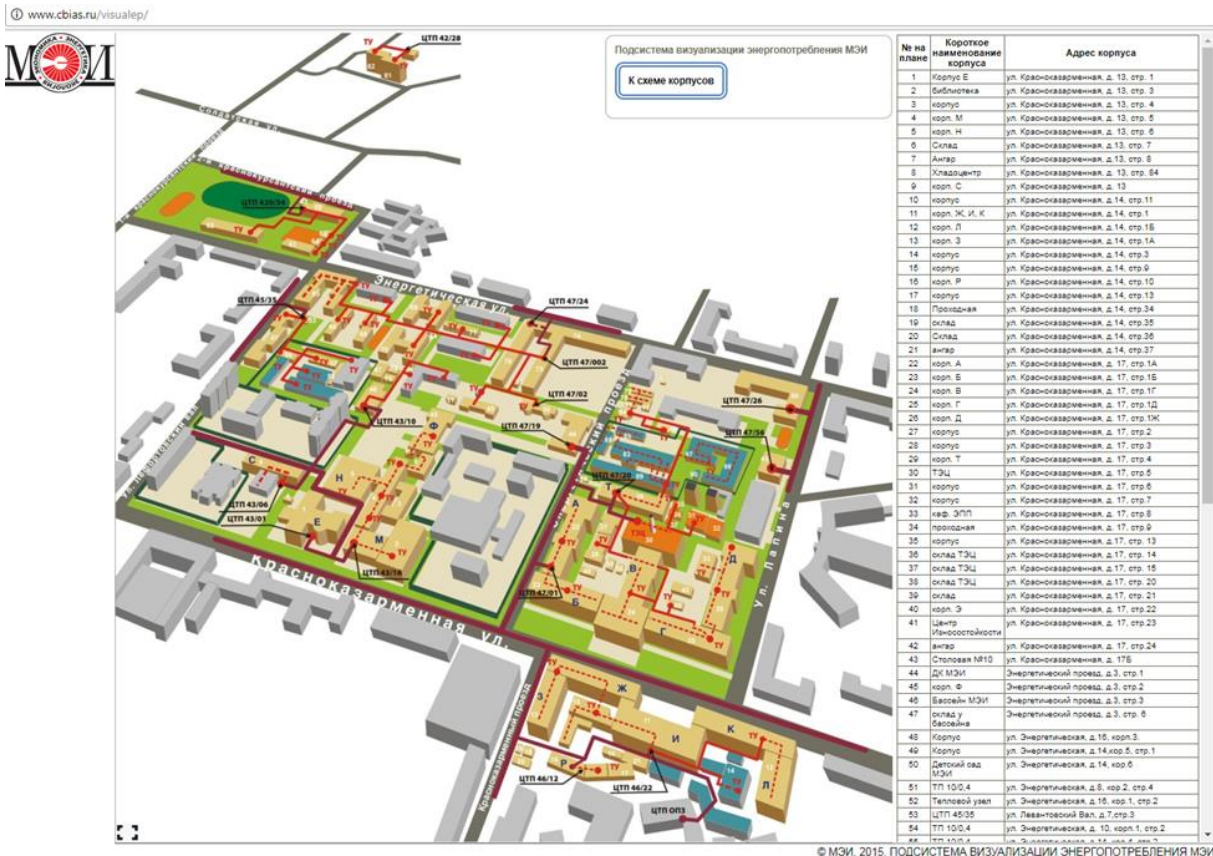 www.cbias.ru/visualep/
МЭИ
ЭКОНОМИКА • ЭНЕРГЕТИКА • ЭКОЛОГИЯ
Подсистема визуализации энергопотребления МЭИ
К схеме корпусов
ТУ
ЦТП 42/28
Солдатская ул.
ЦТП 45/35
Энергетическая ул.
ЦТП 47/24
ЦТП 47/002
ЦТП 47/02
ЦТП 47/26
ЦТП 43/10
ЦТП 47/19
ЦТП 47/56
ЦТП 47/20
ЦТП 43/06
ЦТП 43/01
ЦТП 43/18
ЦТП 47/01
Красноказарменная ул.
Ул. Лапина
Красноказарменный проезд
ЦТП 46/12
ЦТП 46/22
ЦТП ОПЗ
С
Н
Е
М
Ф
Т
А
Б
В
Г
Д
З
Ж
И
К
Л
Р
№ на плане Короткое наименование корпуса Адрес корпуса
1 Корпус Е ул. Красноказарменная, д. 13, стр. 1
2 библиотека ул. Красноказарменная, д. 13, стр. 3
3 корпус ул. Красноказарменная, д. 13, стр. 4
4 корп. М ул. Красноказарменная, д. 13, стр. 5
5 корп. Н ул. Красноказарменная, д. 13, стр. 6
6 Склад ул. Красноказарменная, д.13, стр. 7
7 Ангар ул. Красноказарменная, д. 13, стр. 8
8 Хладоцентр ул. Красноказарменная, д. 13, стр. 84
9 корп. С ул. Красноказарменная, д. 13
10 корпус ул. Красноказарменная, д.14, стр.11
11 корп. Ж, И, К ул. Красноказарменная, д.14, стр.1
12 корп. Л ул. Красноказарменная, д.14, стр.1Б
13 корп. З ул. Красноказарменная, д.14, стр.1А
14 корпус ул. Красноказарменная, д.14, стр.3
15 корпус ул. Красноказарменная, д.14, стр.9
16 корп. Р ул. Красноказарменная, д.14, стр.10
17 корпус ул. Красноказарменная, д.14, стр.13
18 Проходная ул. Красноказарменная, д.14, стр.34
19 склад ул. Красноказарменная, д.14, стр.35
20 Склад ул. Красноказарменная, д.14, стр.36
21 ангар ул. Красноказарменная, д.14, стр.37
22 корп. А ул. Красноказарменная, д. 17, стр.1А
23 корп. Б ул. Красноказарменная, д. 17, стр.1Б
24 корп. В ул. Красноказарменная, д. 17, стр.1Г
25 корп. Г ул. Красноказарменная, д. 17, стр.1Д
26 корп. Д ул. Красноказарменная, д. 17, стр.1Ж
27 корпус ул. Красноказарменная, д. 17, стр.2
28 корпус ул. Красноказарменная, д. 17, стр.3
29 корп. Т ул. Красноказарменная, д. 17, стр.4
30 ТЭЦ ул. Красноказарменная, д. 17, стр.5
31 корпус ул. Красноказарменная, д. 17, стр.6
32 корпус ул. Красноказарменная, д. 17, стр.7
33 каф. ЭПП ул. Красноказарменная, д. 17, стр.8
34 проходная ул. Красноказарменная, д. 17, стр.9
35 корпус ул. Красноказарменная, д.17, стр. 13
36 склад ТЭЦ ул. Красноказарменная, д.17, стр. 14
37 склад ТЭЦ ул. Красноказарменная, д.17, стр. 15
38 склад ТЭЦ ул. Красноказарменная, д.17, стр. 20
39 склад ул. Красноказарменная, д.17, стр. 21
40 корп. Э ул. Красноказарменная, д. 17, стр.22
41 Центр Износостойкости ул. Красноказарменная, д. 17, стр.23
42 ангар ул. Красноказарменная, д. 17, стр.24
43 Столовая №10 ул. Красноказарменная, д. 17Б
44 ДК МЭИ Энергетический проезд, д.3, стр.1
45 корп. Ф Энергетический проезд, д.3, стр.2
46 Бассейн МЭИ Энергетический проезд, д.3, стр.3
47 склад у бассейна Энергетический проезд, д.3, стр. 6
48 Корпус ул. Энергетическая, д.16, корп.3.
49 Корпус ул. Энергетическая, д.14,кор.5, стр.1
50 Детский сад МЭИ ул. Энергетическая, д.14, кор.6
51 ТП 10/0,4 ул. Энергетическая, д.8, кор.2, стр.4
52 Тепловой узел ул. Энергетическая, д.16, кор.1, стр.2
53 ЦТП 45/35 ул. Левантовский Вал, д.7,стр.3
54 ТП 10/0,4 ул. Энергетическая, д. 10, корп.1, стр.2
© МЭИ. 2015. ПОДСИСТЕМА ВИЗУАЛИЗАЦИИ ЭНЕРГОПОТРЕБЛЕНИЯ МЭИ